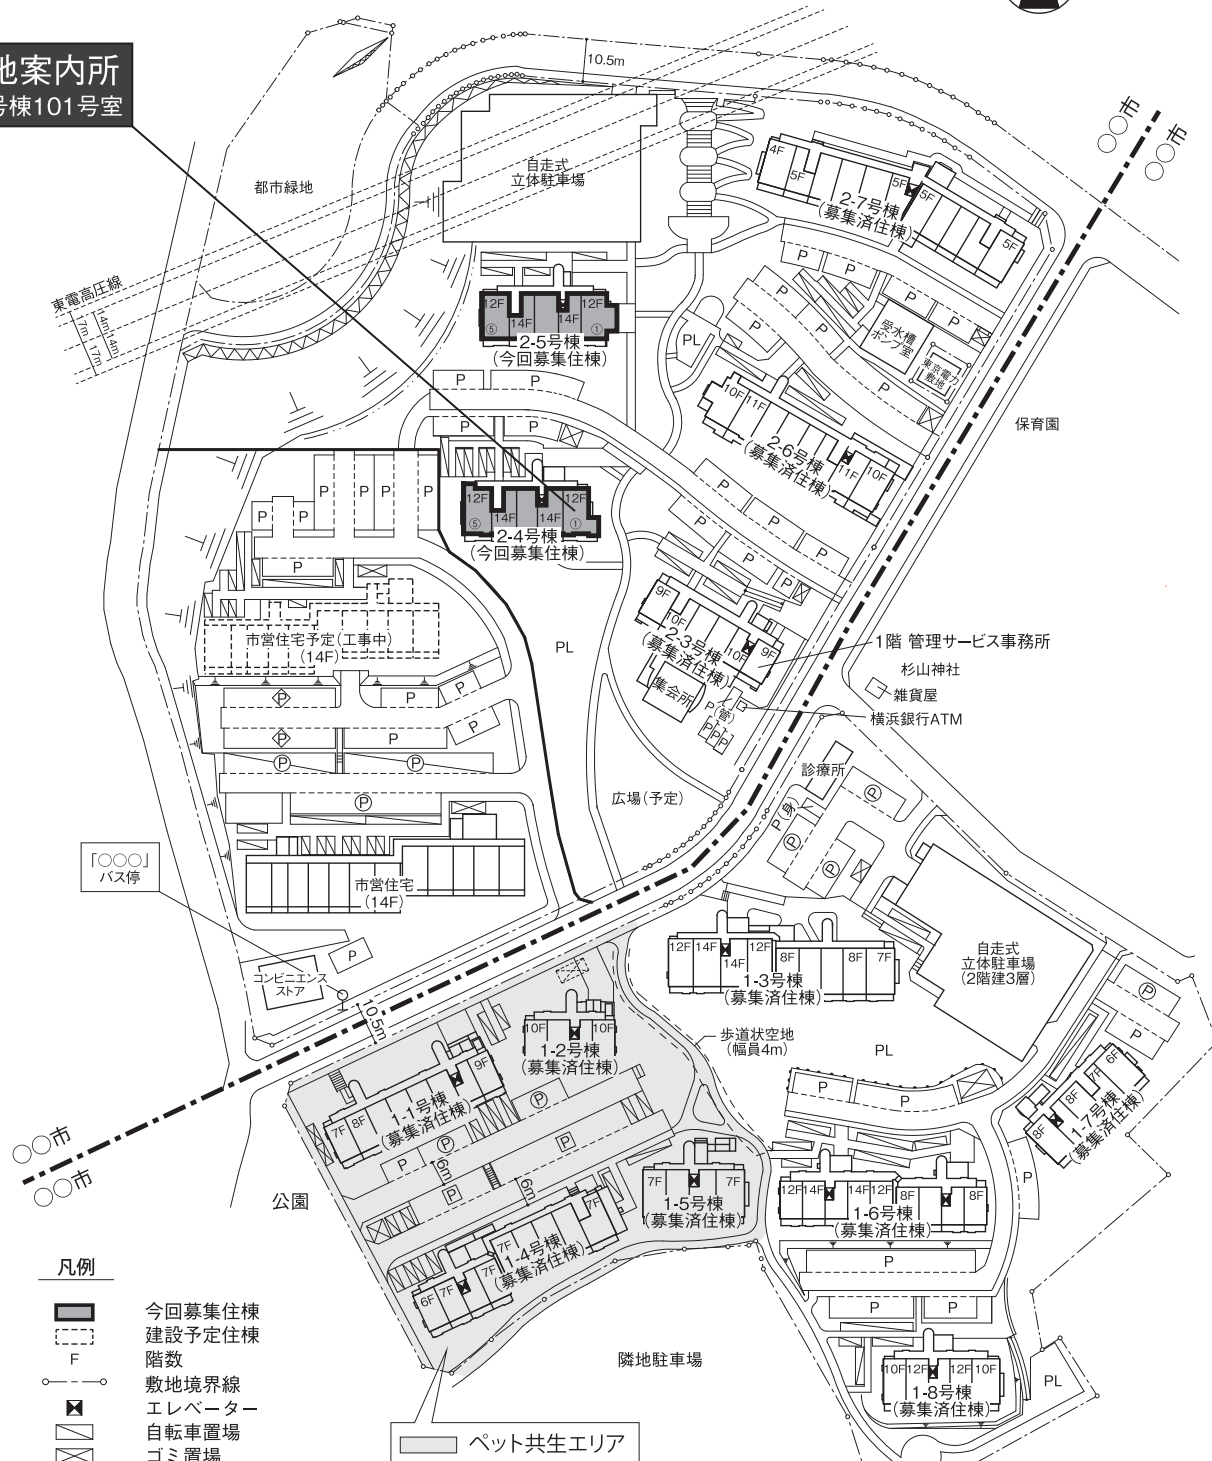 地案内所
号棟101号室
10.5m
○○市
○○市
都市緑地
自走式
立体駐車場
4F
5F
5F
5F
5F
2-7号棟
(募集済住棟)
東電高圧線
7m
14m
17m
14m
12F
14F
14F
12F
⑤
①
2-5号棟
(今回募集住棟)
PL
P
P
P
P
受水槽
ポンプ室
東京電力
敷地
P
P
P
P
P
P
P
P
10F
11F
11F
10F
2-6号棟
(募集済住棟)
保育園
P
P
P
P
P
P
P
12F
14F
14F
12F
⑤
①
2-4号棟
(今回募集住棟)
P
P
P
P
P
P
P
市営住宅予定(工事中)
(14F)
PL
9F
10F
10F
9F
2-3号棟
(募集済住棟)
集会所
1階 管理サービス事務所
杉山神社
雑貨屋
横浜銀行ATM
P(管)
P
P
P
P
P
P
P
P
P
P
P
P
P
広場(予定)
診療所
P(身)
P
P
P
「○○○」
バス停
市営住宅
(14F)
コンビニエンス
ストア
P
10.5m
12F
14F
14F
12F
8F
8F
7F
1-3号棟
(募集済住棟)
自走式
立体駐車場
(2階建3層)
P
P
10F
10F
1-2号棟
(募集済住棟)
歩道状空地
(幅員4m)
PL
P
P
7F
8F
9F
1-1号棟
(募集済住棟)
P
P
P
P
P
6m
6m
6F
7F
8F
8F
1-7号棟
(募集済住棟)
P
○○市
○○市
公園
7F
7F
1-5号棟
(募集済住棟)
12F
14F
14F
12F
8F
8F
1-6号棟
(募集済住棟)
6F
7F
7F
7F
7F
1-4号棟
(募集済住棟)
P
P
P
隣地駐車場
10F
12F
12F
10F
1-8号棟
(募集済住棟)
PL
凡例
今回募集住棟
建設予定住棟
F
階数
敷地境界線
エレベーター
自転車置場
ゴミ置場
ペット共生エリア